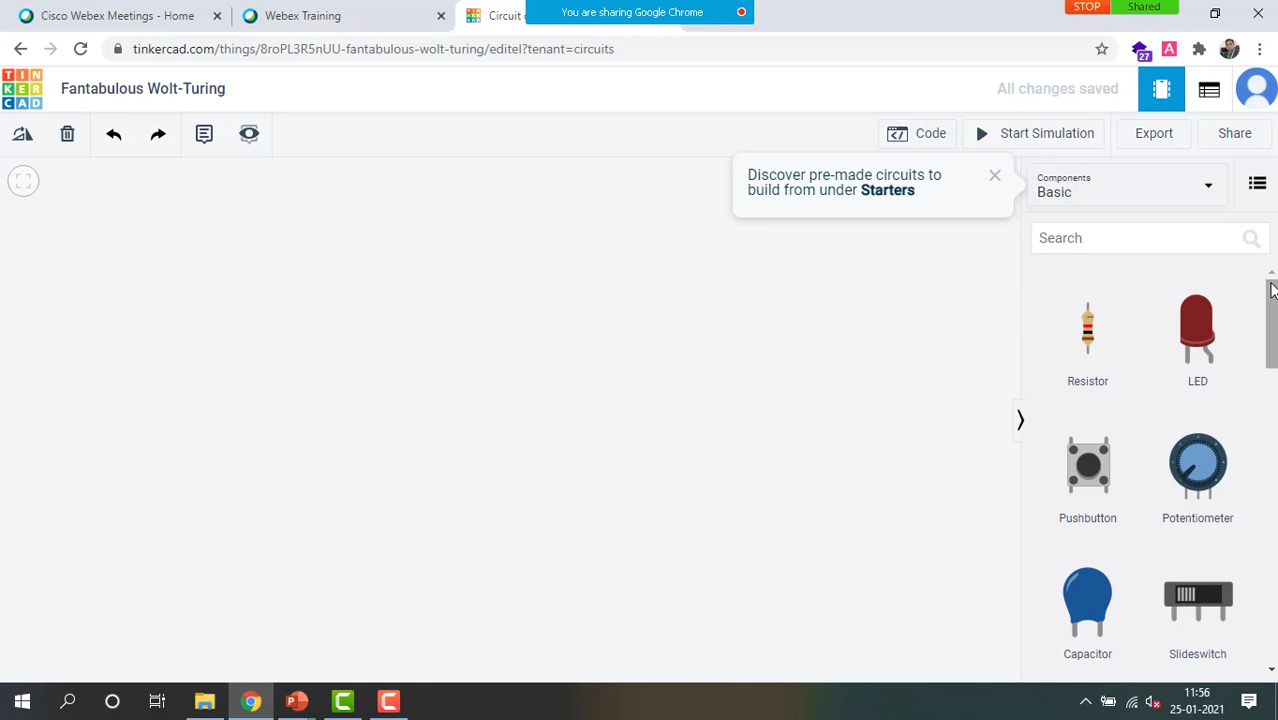 Cisco Webex Meetings - Home
Webex Training
Circuit
You are sharing Google Chrome
STOP
Shared
tinkercad.com/things/8roPL3R5nUU-fantabulous-wolt-turing/editel?tenant=circuits
27
A
TIN
KER
CAD
Fantabulous Wolt-Turing
All changes saved
Code
Start Simulation
Export
Share
Discover pre-made circuits to
build from under Starters
Components
Basic
Search
Resistor
LED
Pushbutton
Potentiometer
Capacitor
Slideswitch
11:56
25-01-2021